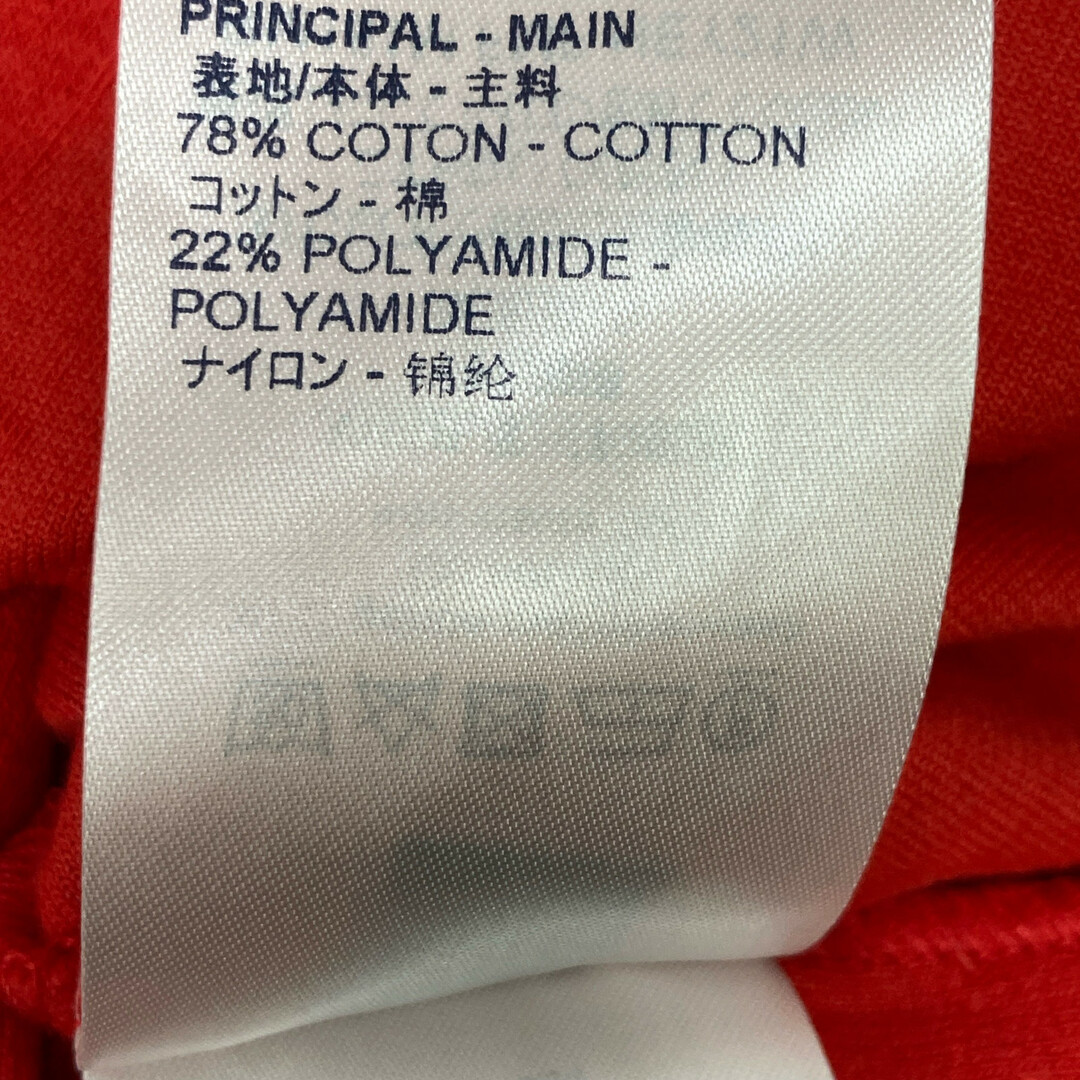 PRINCIPAL - MAIN
表地/本体 - 主料
78% COTON - COTTON
コットン - 棉
22% POLYAMIDE -
POLYAMIDE
ナイロン - 锦纶